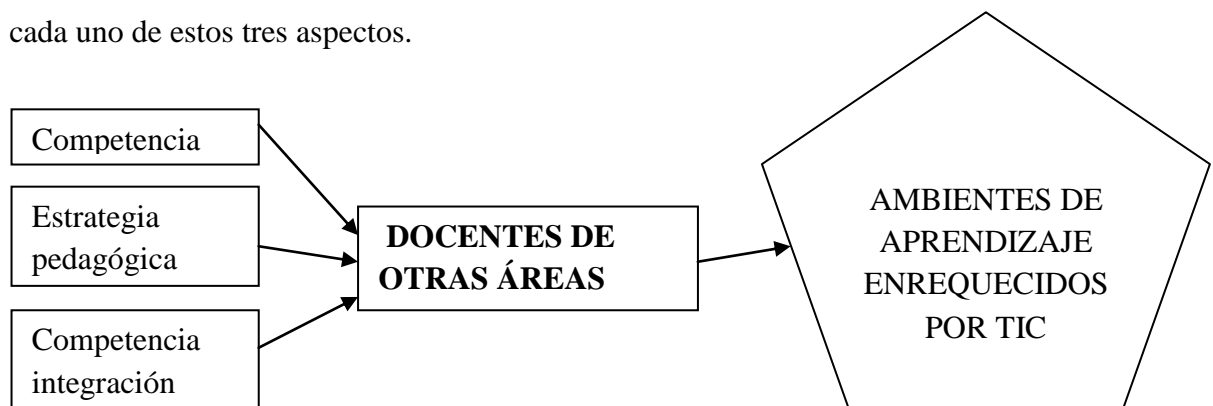 cada uno de estos tres aspectos.
Competencia
Estrategia
pedagógica
Competencia
integración
DOCENTES DE
OTRAS ÁREAS
AMBIENTES DE
APRENDIZAJE
ENREQUECIDOS
POR TIC